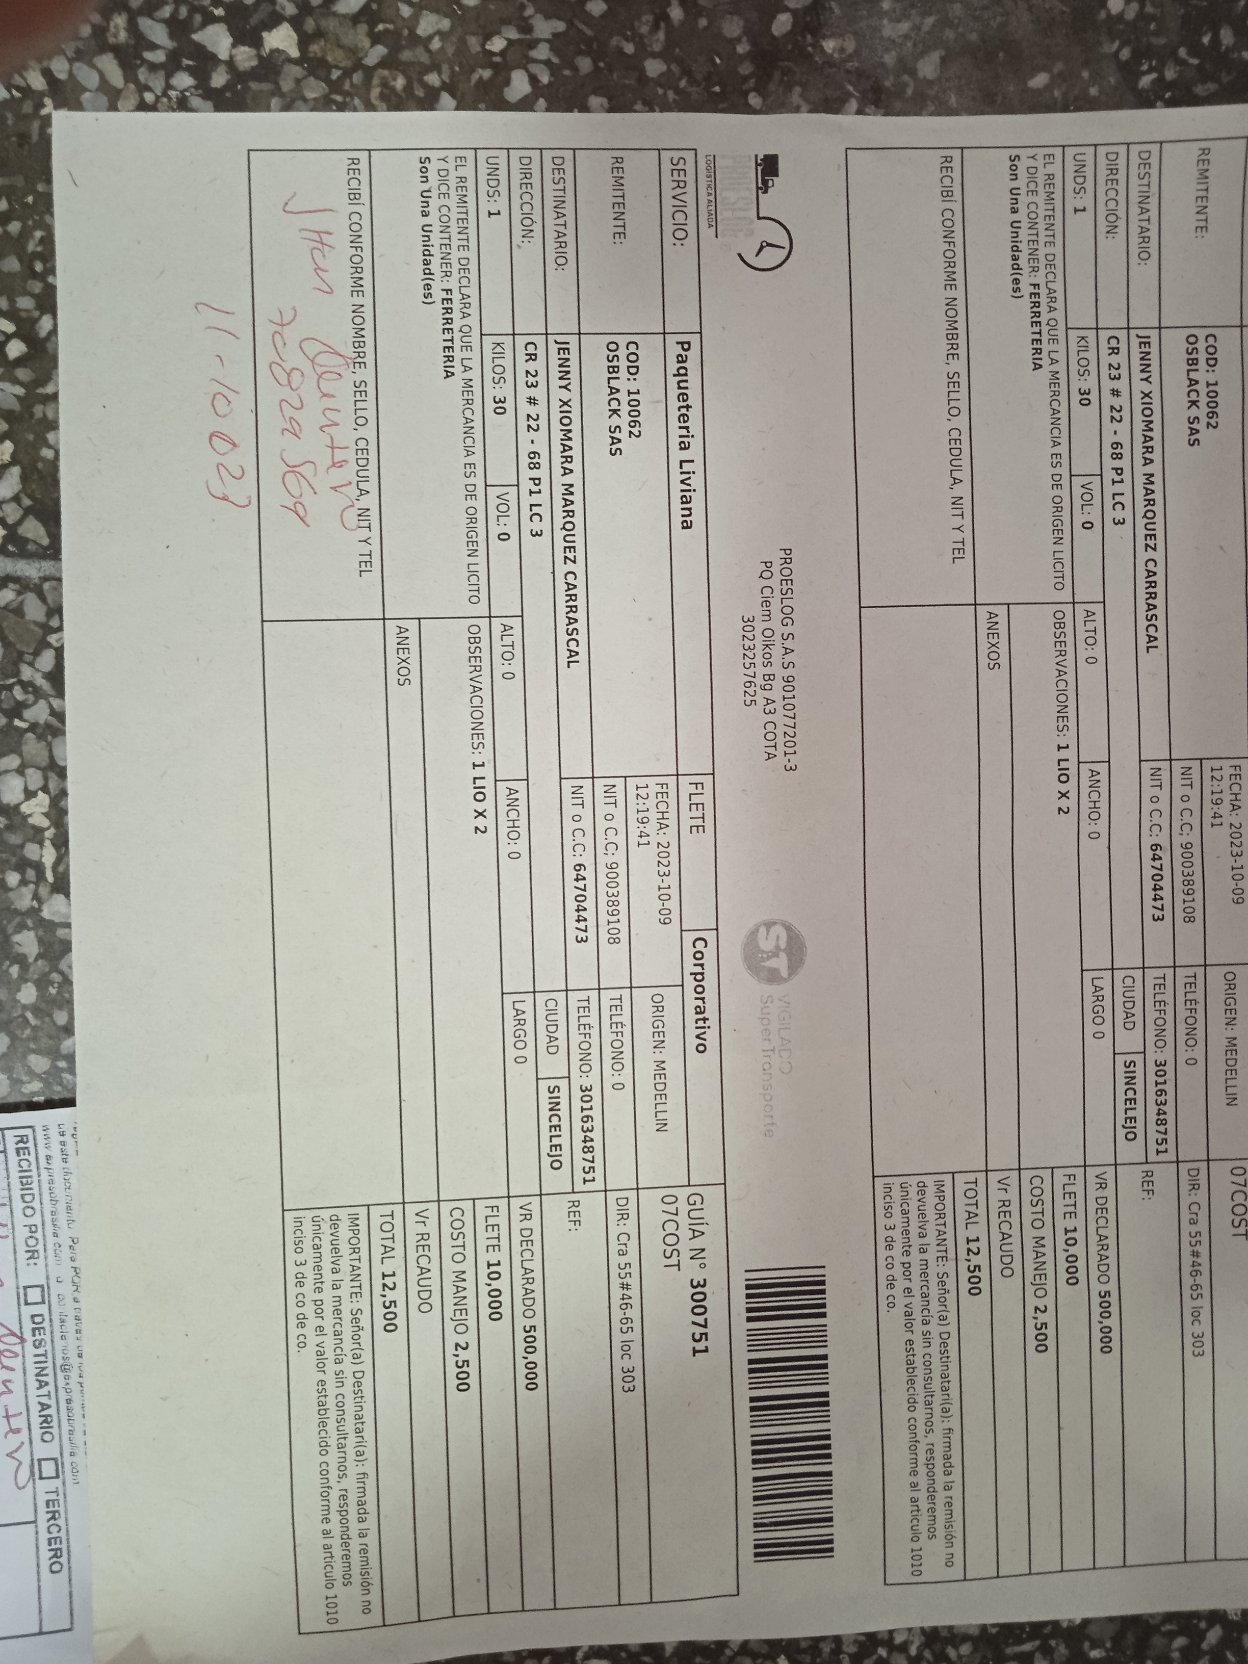 REMITENTE:
COD: 10062
OSBLACK SAS
FECHA: 2023-10-09
12:19:41
ORIGEN: MEDELLIN
07COST
NIT o C.C: 900389108
TELÉFONO: 0
DIR: Cra 55#46-65 loc 303
DESTINATARIO:
JENNY XIOMARA MARQUEZ CARRASCAL
NIT o C.C: 64704473
TELÉFONO: 3016348751
REF:
DIRECCIÓN:
CR 23 # 22 - 68 P1 LC 3
CIUDAD
SINCELEJO
UNDS: 1
KILOS: 30
VOL: 0
ALTO: 0
ANCHO: 0
LARGO 0
VR DECLARADO 500,000
EL REMITENTE DECLARA QUE LA MERCANCIA ES DE ORIGEN LICITO
Y DICE CONTENER: FERRETERIA
Son Una Unidad(es)
OBSERVACIONES: 1 LIO X 2
FLETE 10,000
COSTO MANEJO 2,500
ANEXOS
Vr RECAUDO
TOTAL 12,500
RECIBÍ CONFORME NOMBRE, SELLO, CEDULA, NIT Y TEL
IMPORTANTE: Señor(a) Destinatarí(a): firmada la remisión no
devuelva la mercancía sin consultarnos, responderemos
únicamente por el valor establecido conforme al articulo 1010
inciso 3 de co de co.
LOGISTICA ALIADA
PROESLOG S.A.S 901077201-3
PQ Ciem Oikos Bg A3 COTA
3023257625
ST
VIGILADO
SuperTransporte
SERVICIO:
Paqueteria Liviana
FLETE
Corporativo
GUÍA N° 300751
07COST
REMITENTE:
COD: 10062
OSBLACK SAS
FECHA: 2023-10-09
12:19:41
ORIGEN: MEDELLIN
NIT o C.C: 900389108
TELÉFONO: 0
DIR: Cra 55#46-65 loc 303
DESTINATARIO:
JENNY XIOMARA MARQUEZ CARRASCAL
NIT o C.C: 64704473
TELÉFONO: 3016348751
REF:
DIRECCIÓN:
CR 23 # 22 - 68 P1 LC 3
CIUDAD
SINCELEJO
UNDS: 1
KILOS: 30
VOL: 0
ALTO: 0
ANCHO: 0
LARGO 0
VR DECLARADO 500,000
EL REMITENTE DECLARA QUE LA MERCANCIA ES DE ORIGEN LICITO
Y DICE CONTENER: FERRETERIA
Son Una Unidad(es)
OBSERVACIONES: 1 LIO X 2
FLETE 10,000
COSTO MANEJO 2,500
ANEXOS
Vr RECAUDO
TOTAL 12,500
RECIBÍ CONFORME NOMBRE, SELLO, CEDULA, NIT Y TEL
IMPORTANTE: Señor(a) Destinatarí(a): firmada la remisión no
devuelva la mercancía sin consultarnos, responderemos
únicamente por el valor establecido conforme al articulo 1010
inciso 3 de co de co.
JHon
11-10 023
RECIBIDO POR: DESTINATARIO TERCERO